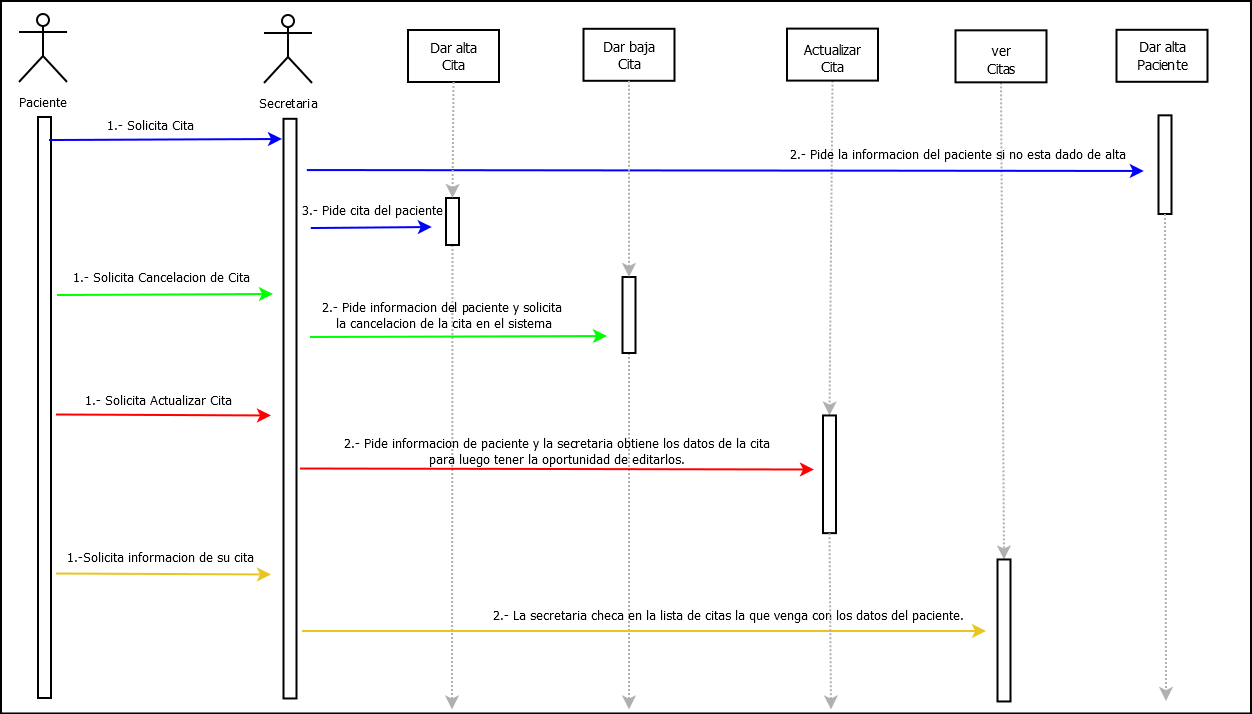 Paciente
Secretaria
Dar alta
Cita
Dar baja
Cita
Actualizar
Cita
ver
Citas
Dar alta
Paciente
1.- Solicita Cita
2.- Pide la informacion del paciente si no esta dado de alta
3.- Pide cita del paciente
1.- Solicita Cancelacion de Cita
2.- Pide informacion del paciente y solicita
la cancelacion de la cita en el sistema
1.- Solicita Actualizar Cita
2.- Pide informacion de paciente y la secretaria obtiene los datos de la cita
para luego tener la oportunidad de editarlos.
1.-Solicita informacion de su cita
2.- La secretaria checa en la lista de citas la que venga con los datos del paciente.